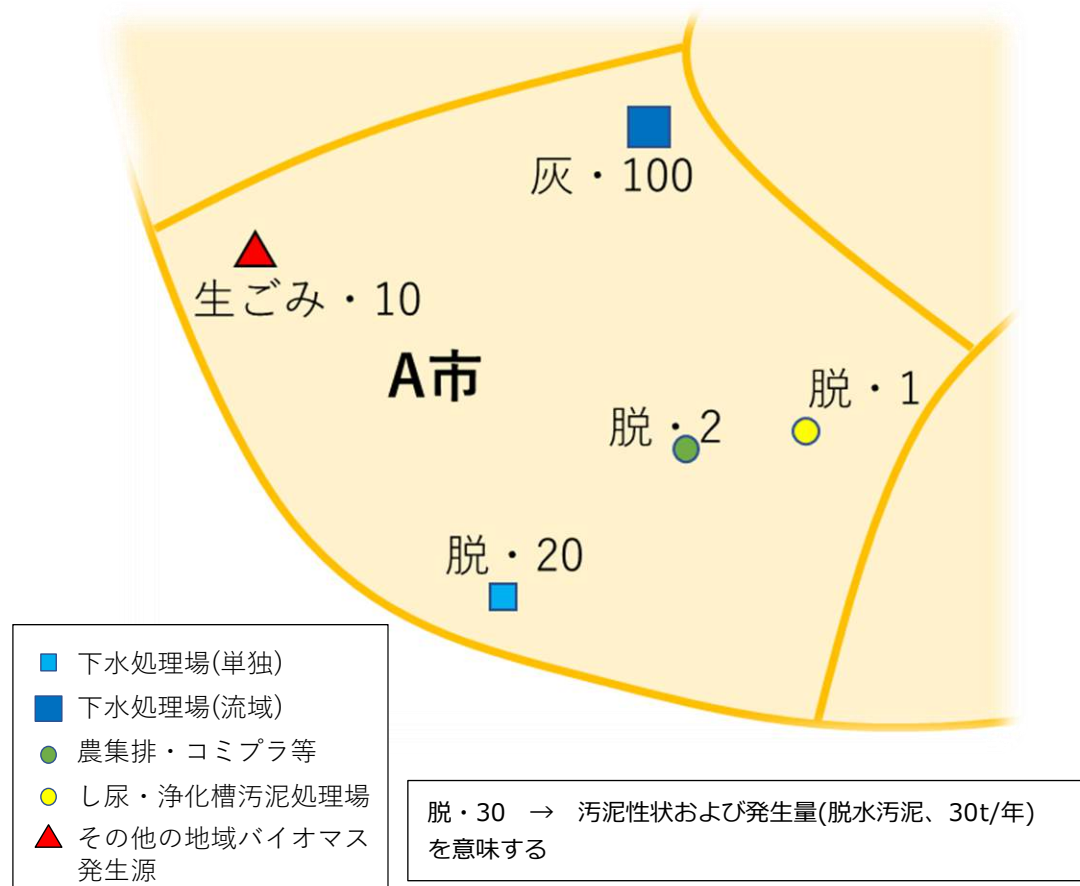 灰・100
生ごみ・10
A市
脱・1
脱・2
脱・20
下水処理場(単独)
下水処理場(流域)
農集排・コミプラ等
し尿・浄化槽汚泥処理場
その他の地域バイオマス
発生源
脱・30 → 汚泥性状および発生量(脱水汚泥、30t/年)
を意味する